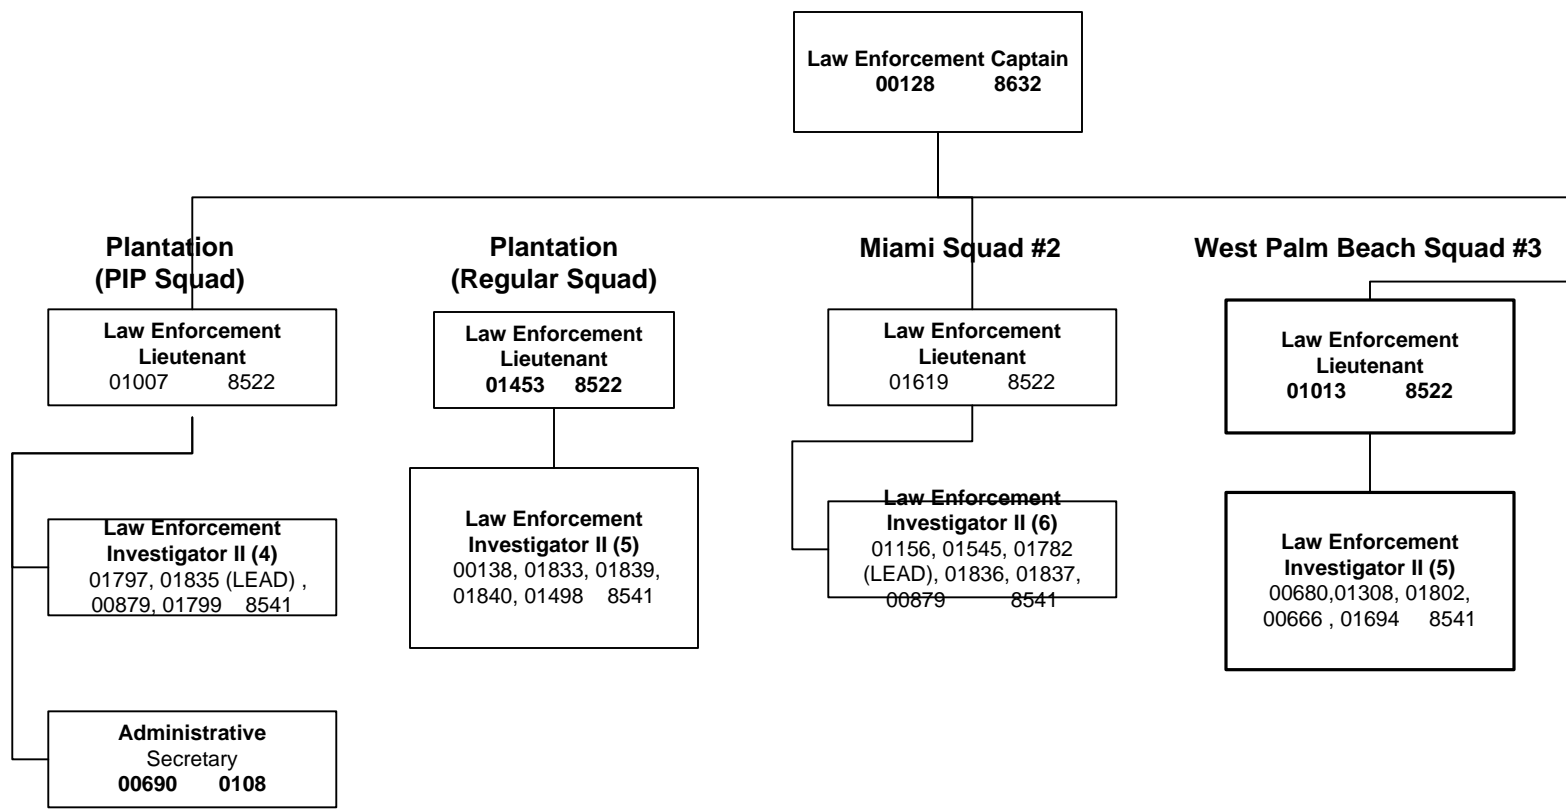 Law Enforcement Captain
00128 8632
Plantation
(PIP Squad)
Law Enforcement
Lieutenant
01007 8522
Law Enforcement
Investigator II (4)
01797, 01835 (LEAD) ,
00879, 01799 8541
Administrative
Secretary
00690 0108
Plantation
(Regular Squad)
Law Enforcement
Lieutenant
01453 8522
Law Enforcement
Investigator II (5)
00138, 01833, 01839,
01840, 01498 8541
Miami Squad #2
Law Enforcement
Lieutenant
01619 8522
Law Enforcement
Investigator II (6)
01156, 01545, 01782
(LEAD), 01836, 01837,
00879 8541
West Palm Beach Squad #3
Law Enforcement
Lieutenant
01013 8522
Law Enforcement
Investigator II (5)
00680,01308, 01802,
00666 , 01694 8541